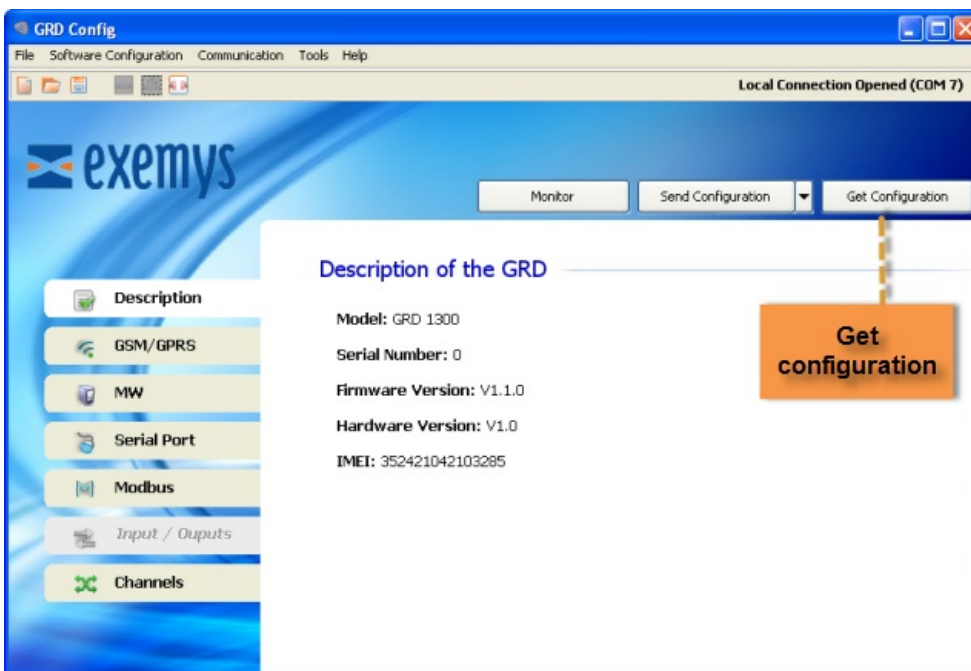 GRD Config
File Software Configuration Communication Tools Help
Local Connection Opened (COM 7)
exemys
Monitor Send Configuration Get Configuration
Description of the GRD
Description
Model: GRD 1300
GSM/GPRS
Serial Number: 0
MW
Firmware Version: V1.1.0
Hardware Version: V1.0
Serial Port
IMEI: 352421042103285
Modbus
Input / Ouputs
Channels
Get
configuration